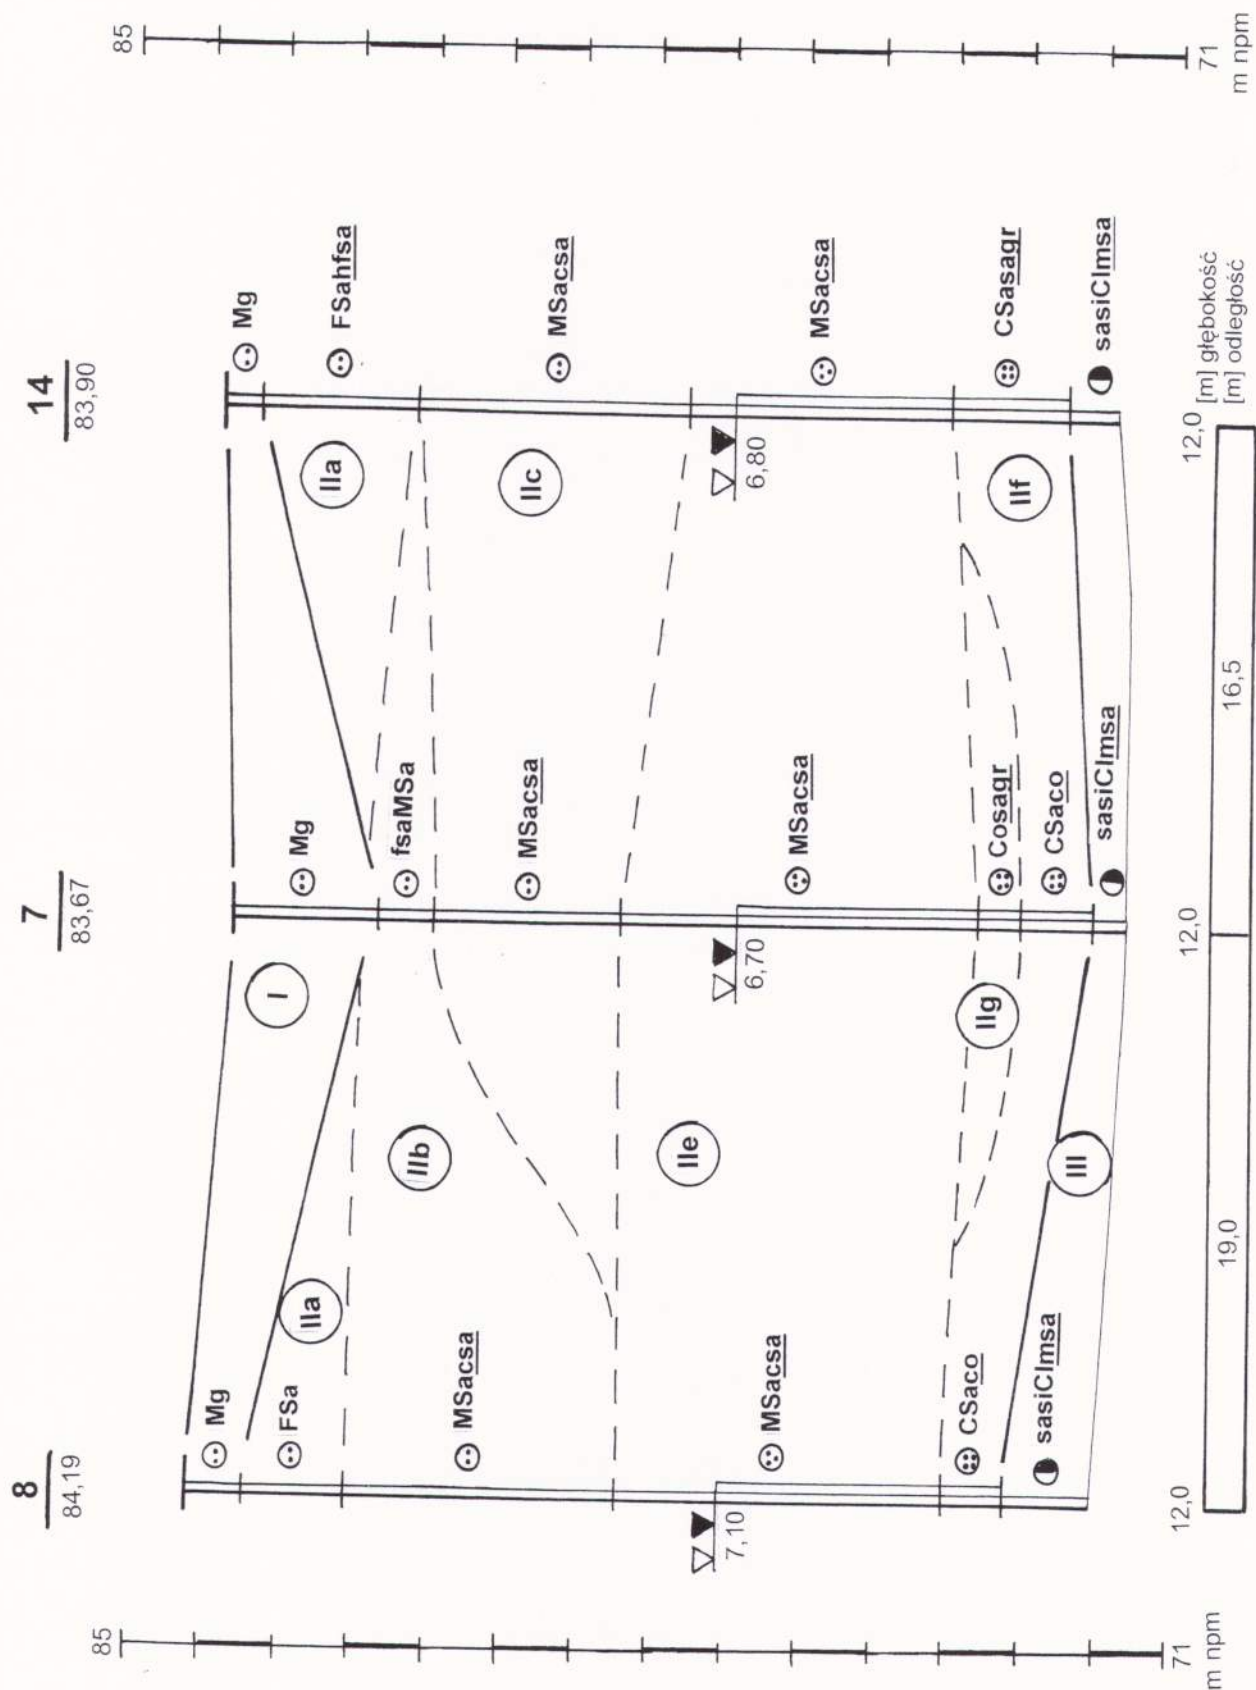 8
84,19
7
83,67
14
83,90
85
85
Mg
I
Mg
Mg
FSa
IIa
IIa
FSahfsa
fsaMSa
IIb
MSacsa
MSacsa
IIc
MSacsa
7,10
6,70
6,80
MSacsa
IIe
MSacsa
MSacsa
CSaco
IIg
Cosagr
CSaco
IIf
CSasagr
sasiClmsa
III
sasiClmsa
sasiClmsa
71
m npm
71
m npm
12,0
12,0
12,0
[m] głębokość
[m] odległość
19,0
16,5